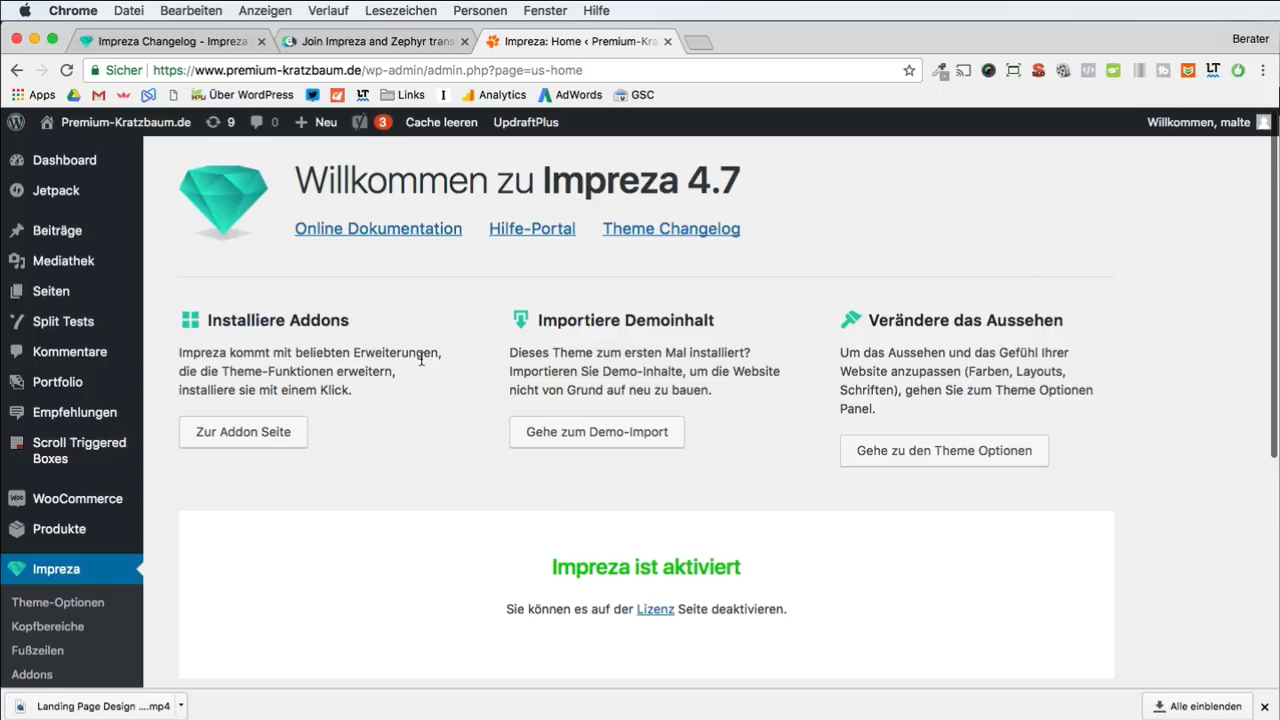 Chrome Datei Bearbeiten Anzeigen Verlauf Lesezeichen Personen Fenster Hilfe
Impreza Changelog - Impreza
Join Impreza and Zephyr trans
Impreza: Home ‹ Premium-Kra
Berater
Sicher https://www.premium-kratzbaum.de/wp-admin/admin.php?page=us-home
Apps Über WordPress LT Links I Analytics AdWords GSC
Premium-Kratzbaum.de 9 0 Neu 3 Cache leeren UpdraftPlus Willkommen, malte
Dashboard
Jetpack
Beiträge
Mediathek
Seiten
Split Tests
Kommentare
Portfolio
Empfehlungen
Scroll Triggered
Boxes
WooCommerce
Produkte
Impreza
Theme-Optionen
Kopfbereiche
Fußzeilen
Addons
Willkommen zu Impreza 4.7
Online Dokumentation Hilfe-Portal Theme Changelog
Installiere Addons
Impreza kommt mit beliebten Erweiterungen,
die die Theme-Funktionen erweitern,
installiere sie mit einem Klick.
Zur Addon Seite
Importiere Demoinhalt
Dieses Theme zum ersten Mal installiert?
Importieren Sie Demo-Inhalte, um die Website
nicht von Grund auf neu zu bauen.
Gehe zum Demo-Import
Verändere das Aussehen
Um das Aussehen und das Gefühl Ihrer
Website anzupassen (Farben, Layouts,
Schriften), gehen Sie zum Theme Optionen
Panel.
Gehe zu den Theme Optionen
Impreza ist aktiviert
Sie können es auf der Lizenz Seite deaktivieren.
Landing Page Design ....mp4
Alle einblenden